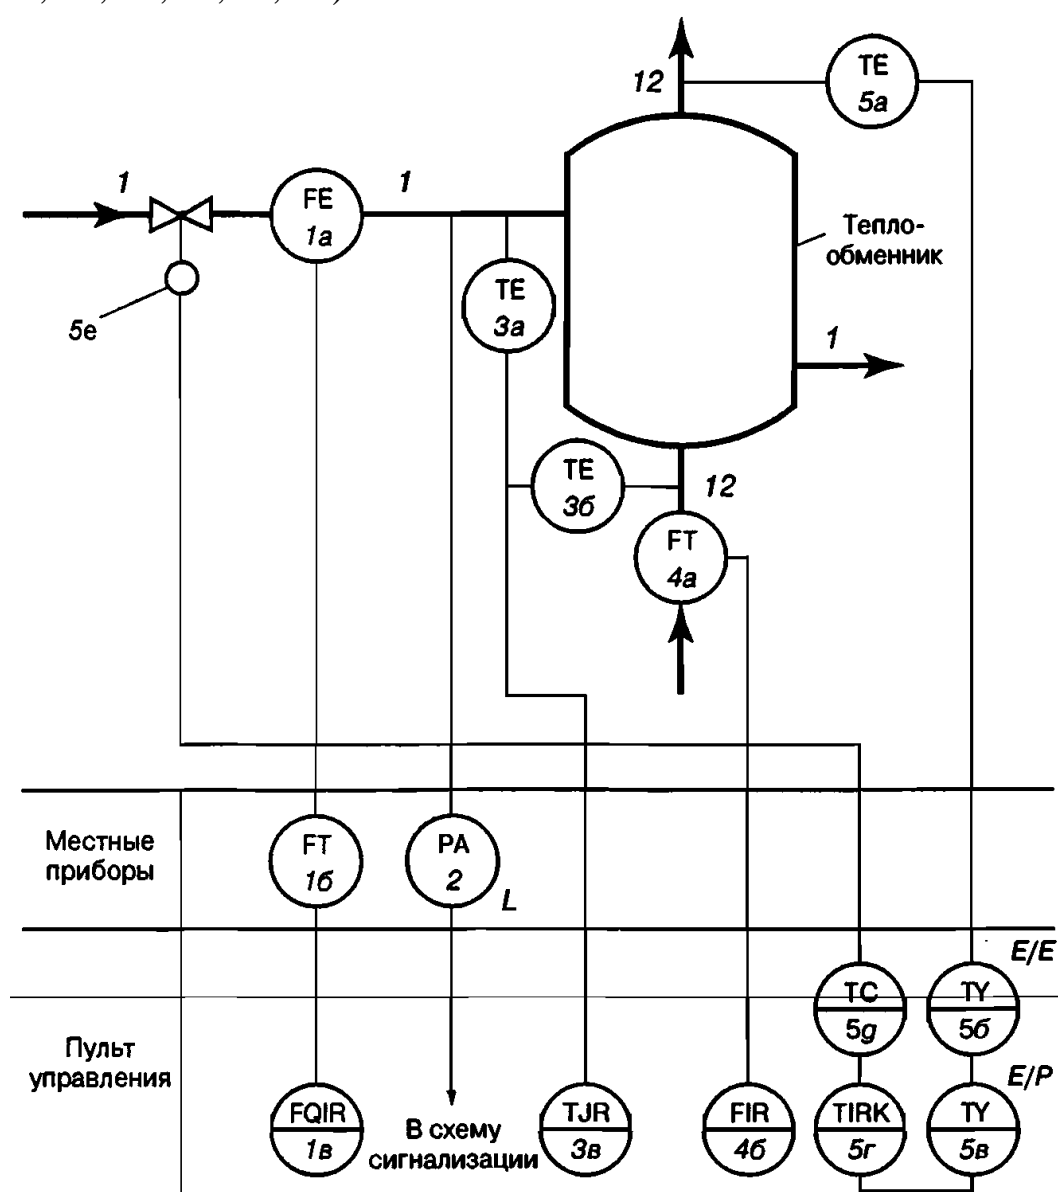 12
TE
5а
1
1
FE
1а
Тепло-
обменник
TE
3а
5е
1
TE
3б
12
FT
4а
Местные
приборы
FT
1б
PA
2
L
E/E
TC
5g
TY
5б
Пульт
управления
E/P
FQIR
1в
В схему
сигнализации
TJR
3в
FIR
4б
TIRK
5г
TY
5в